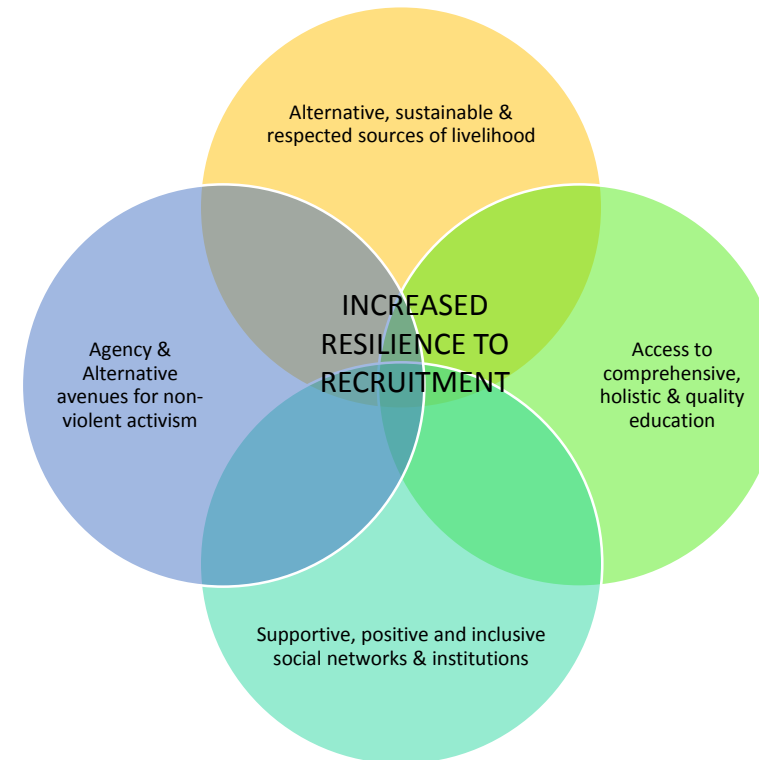 Alternative, sustainable &
respected sources of livelihood
INCREASED
RESILIENCE TO
RECRUITMENT
Agency &
Alternative
avenues for non-
violent activism
Access to
comprehensive,
holistic & quality
education
Supportive, positive and inclusive
social networks & institutions